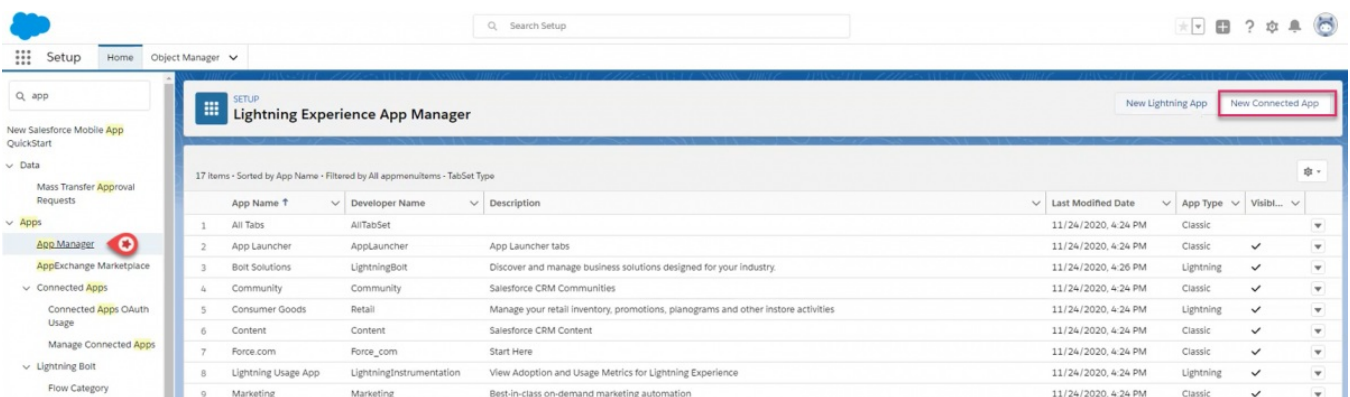 Search Setup
Setup Home Object Manager
app
New Salesforce Mobile App
QuickStart
Data
Mass Transfer Approval
Requests
Apps
App Manager
AppExchange Marketplace
Connected Apps
Connected Apps OAuth
Usage
Manage Connected Apps
Lightning Bolt
Flow Category
SETUP
Lightning Experience App Manager
New Lightning App New Connected App
17 items • Sorted by App Name • Filtered by All appmenuitems - TabSet Type
App Name Developer Name Description Last Modified Date App Type Visibl...
1 All Tabs AllTabSet 11/24/2020, 4:24 PM Classic
2 App Launcher AppLauncher App Launcher tabs 11/24/2020, 4:24 PM Classic
3 Bolt Solutions LightningBolt Discover and manage business solutions designed for your industry. 11/24/2020, 4:26 PM Lightning
4 Community Community Salesforce CRM Communities 11/24/2020, 4:24 PM Classic
5 Consumer Goods Retail Manage your retail inventory, promotions, planograms and other instore activities 11/24/2020, 4:24 PM Lightning
6 Content Content Salesforce CRM Content 11/24/2020, 4:24 PM Classic
7 Force.com Force_com Start Here 11/24/2020, 4:24 PM Classic
8 Lightning Usage App LightningInstrumentation View Adoption and Usage Metrics for Lightning Experience 11/24/2020, 4:24 PM Lightning
9 Marketing Marketing Best-in-class on-demand marketing automation 11/24/2020, 4:24 PM Classic